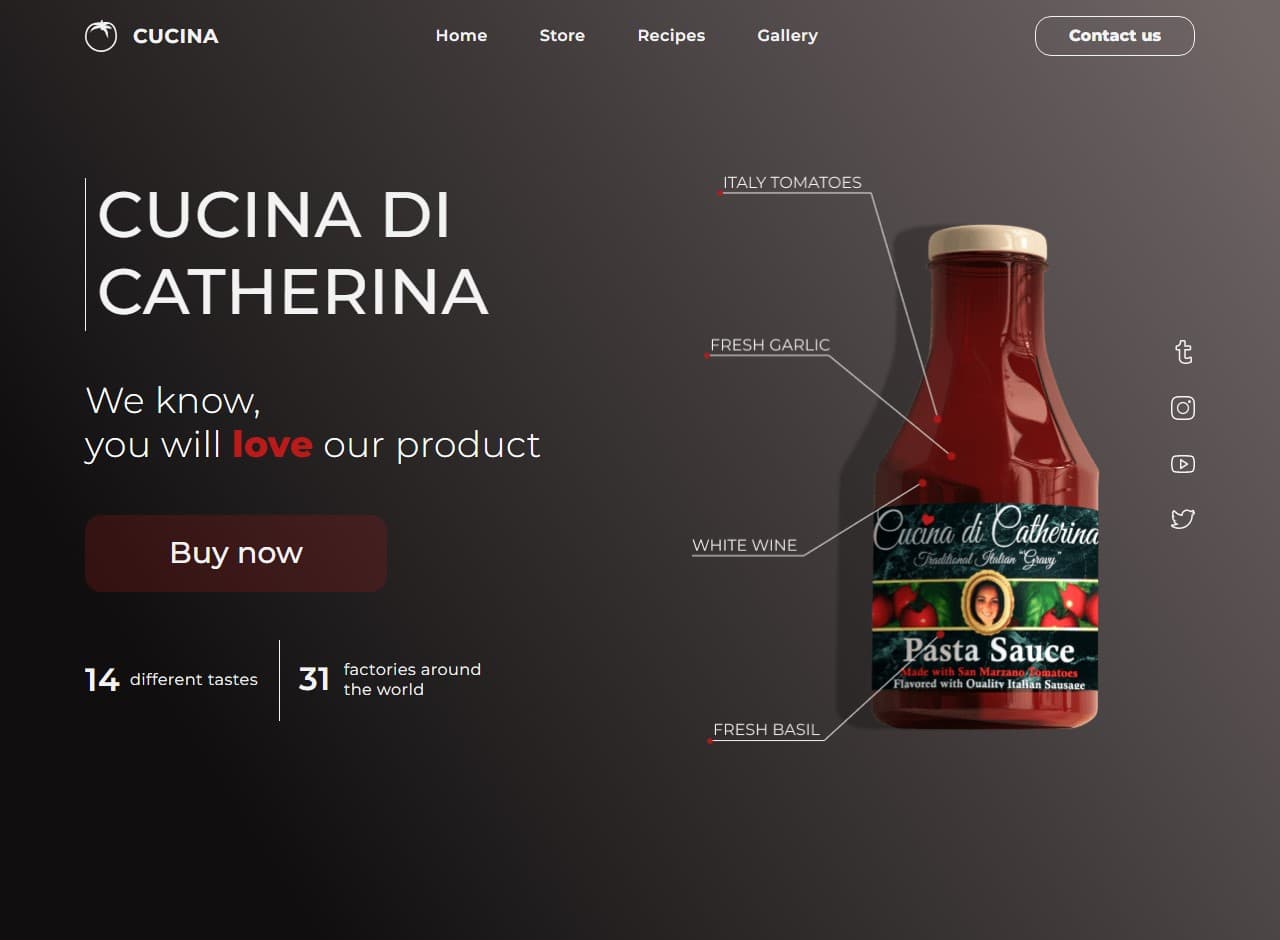 CUCINA
Home
Store
Recipes
Gallery
Contact us
CUCINA DI
CATHERINA
We know,
you will love our product
Buy now
14 different tastes
31 factories around
the world
ITALY TOMATOES
FRESH GARLIC
WHITE WINE
FRESH BASIL
Cucina di Catherina
Traditional Italian "Gravy"
Pasta Sauce
Made with San Marzano Tomatoes
Flavored with Quality Italian Sausage